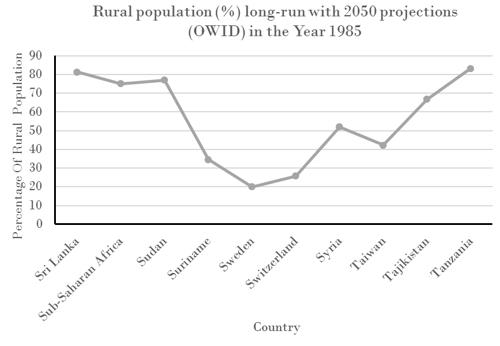 Rural population (%) long-run with 2050 projections
(OWID) in the Year 1985
Percentage Of Rural Population
90
80
70
60
50
40
30
20
10
0
Sri Lanka
Sub-Saharan Africa
Sudan
Suriname
Sweden
Switzerland
Syria
Taiwan
Tajikistan
Tanzania
Country